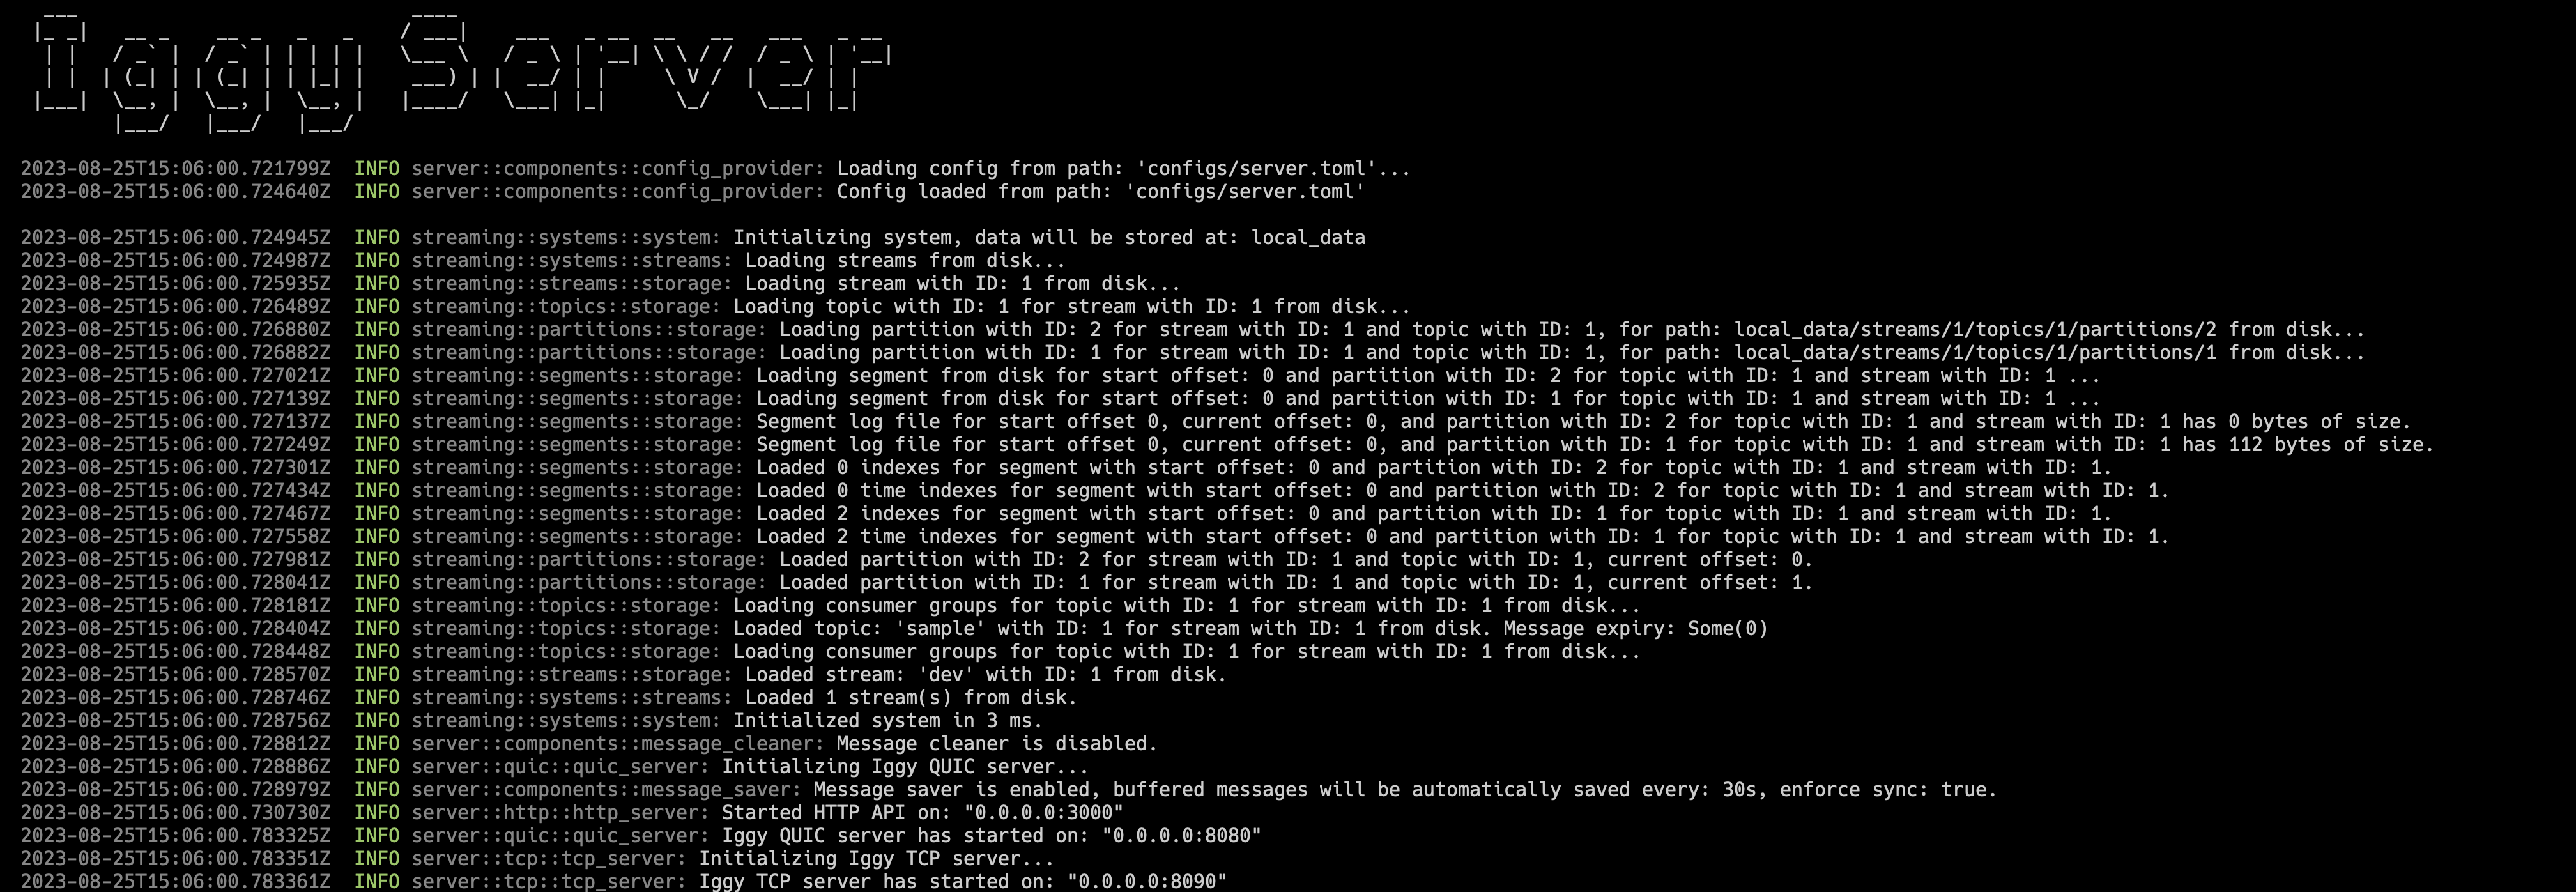 Iggy Server
2023-08-25T15:06:00.721799Z  INFO server::components::config_provider: Loading config from path: 'configs/server.toml'...
2023-08-25T15:06:00.724640Z  INFO server::components::config_provider: Config loaded from path: 'configs/server.toml'
2023-08-25T15:06:00.724945Z  INFO streaming::systems::system: Initializing system, data will be stored at: local_data
2023-08-25T15:06:00.724987Z  INFO streaming::systems::streams: Loading streams from disk...
2023-08-25T15:06:00.725935Z  INFO streaming::streams::storage: Loading stream with ID: 1 from disk...
2023-08-25T15:06:00.726489Z  INFO streaming::topics::storage: Loading topic with ID: 1 for stream with ID: 1 from disk...
2023-08-25T15:06:00.726880Z  INFO streaming::partitions::storage: Loading partition with ID: 2 for stream with ID: 1 and topic with ID: 1, for path: local_data/streams/1/topics/1/partitions/2 from disk...
2023-08-25T15:06:00.726882Z  INFO streaming::partitions::storage: Loading partition with ID: 1 for stream with ID: 1 and topic with ID: 1, for path: local_data/streams/1/topics/1/partitions/1 from disk...
2023-08-25T15:06:00.727021Z  INFO streaming::segments::storage: Loading segment from disk for start offset: 0 and partition with ID: 2 for topic with ID: 1 and stream with ID: 1 ...
2023-08-25T15:06:00.727139Z  INFO streaming::segments::storage: Loading segment from disk for start offset: 0 and partition with ID: 1 for topic with ID: 1 and stream with ID: 1 ...
2023-08-25T15:06:00.727137Z  INFO streaming::segments::storage: Segment log file for start offset 0, current offset: 0, and partition with ID: 2 for topic with ID: 1 and stream with ID: 1 has 0 bytes of size.
2023-08-25T15:06:00.727249Z  INFO streaming::segments::storage: Segment log file for start offset 0, current offset: 0, and partition with ID: 1 for topic with ID: 1 and stream with ID: 1 has 112 bytes of size.
2023-08-25T15:06:00.727301Z  INFO streaming::segments::storage: Loaded 0 indexes for segment with start offset: 0 and partition with ID: 2 for topic with ID: 1 and stream with ID: 1.
2023-08-25T15:06:00.727434Z  INFO streaming::segments::storage: Loaded 0 time indexes for segment with start offset: 0 and partition with ID: 2 for topic with ID: 1 and stream with ID: 1.
2023-08-25T15:06:00.727467Z  INFO streaming::segments::storage: Loaded 2 indexes for segment with start offset: 0 and partition with ID: 1 for topic with ID: 1 and stream with ID: 1.
2023-08-25T15:06:00.727558Z  INFO streaming::segments::storage: Loaded 2 time indexes for segment with start offset: 0 and partition with ID: 1 for topic with ID: 1 and stream with ID: 1.
2023-08-25T15:06:00.727981Z  INFO streaming::partitions::storage: Loaded partition with ID: 2 for stream with ID: 1 and topic with ID: 1, current offset: 0.
2023-08-25T15:06:00.728041Z  INFO streaming::partitions::storage: Loaded partition with ID: 1 for stream with ID: 1 and topic with ID: 1, current offset: 1.
2023-08-25T15:06:00.728181Z  INFO streaming::topics::storage: Loading consumer groups for topic with ID: 1 for stream with ID: 1 from disk...
2023-08-25T15:06:00.728404Z  INFO streaming::topics::storage: Loaded topic: 'sample' with ID: 1 for stream with ID: 1 from disk. Message expiry: Some(0)
2023-08-25T15:06:00.728448Z  INFO streaming::topics::storage: Loading consumer groups for topic with ID: 1 for stream with ID: 1 from disk...
2023-08-25T15:06:00.728570Z  INFO streaming::streams::storage: Loaded stream: 'dev' with ID: 1 from disk.
2023-08-25T15:06:00.728746Z  INFO streaming::systems::streams: Loaded 1 stream(s) from disk.
2023-08-25T15:06:00.728756Z  INFO streaming::systems::system: Initialized system in 3 ms.
2023-08-25T15:06:00.728812Z  INFO server::components::message_cleaner: Message cleaner is disabled.
2023-08-25T15:06:00.728886Z  INFO server::quic::quic_server: Initializing Iggy QUIC server...
2023-08-25T15:06:00.728979Z  INFO server::components::message_saver: Message saver is enabled, buffered messages will be automatically saved every: 30s, enforce sync: true.
2023-08-25T15:06:00.730730Z  INFO server::http::http_server: Started HTTP API on: "0.0.0.0:3000"
2023-08-25T15:06:00.783325Z  INFO server::quic::quic_server: Iggy QUIC server has started on: "0.0.0.0:8080"
2023-08-25T15:06:00.783351Z  INFO server::tcp::tcp_server: Initializing Iggy TCP server...
2023-08-25T15:06:00.783361Z  INFO server::tcp::tcp_server: Iggy TCP server has started on: "0.0.0.0:8090"